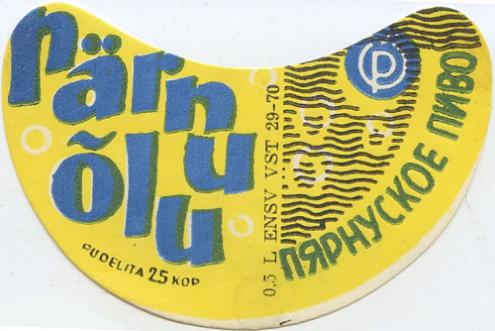 Pärnu
õlu
PUDELITA 25 KOP
0,5 L ENSV VST 29-70
ПЯРНУСКОЕ ПИВО